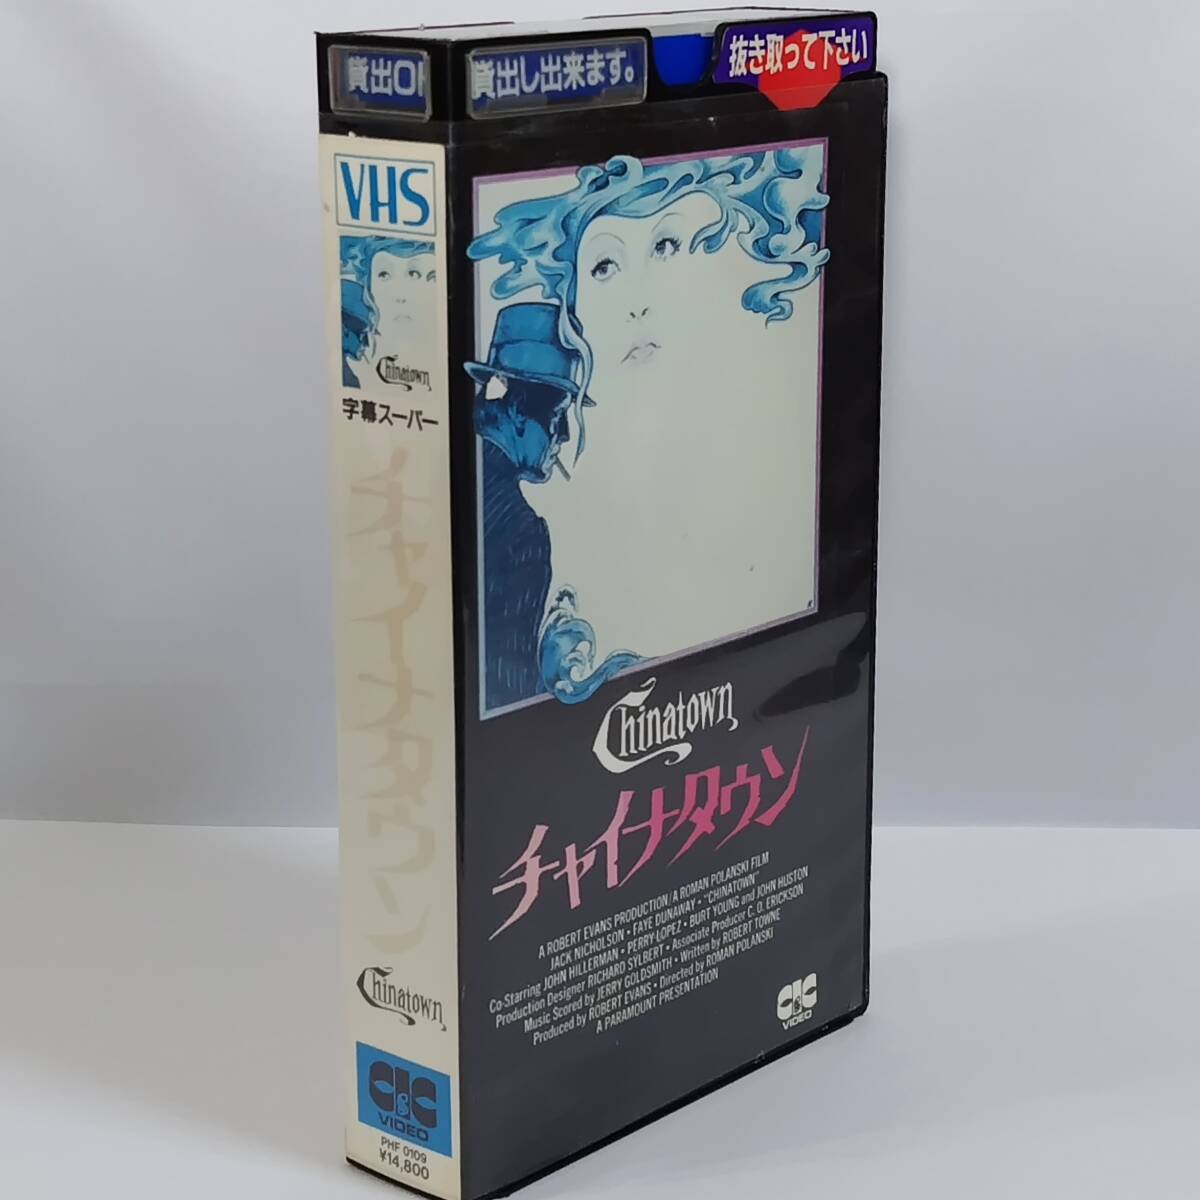 貸出OK
貸出し出来ます。
抜き取って下さい
VHS
Chinatown
字幕スーパー
チャイナタウン
Chinatown
CIC
VIDEO
PHF 0109
¥14,800
Chinatown
チャイナタウン
A ROBERT EVANS PRODUCTION/A ROMAN POLANSKI FILM
JACK NICHOLSON・FAYE DUNAWAY・"CHINATOWN"
Co-Starring JOHN HILLERMAN・PERRY LOPEZ・BURT YOUNG and JOHN HUSTON
Production Designer RICHARD SYLBERT・Associate Producer C. O. ERICKSON
Music Scored by JERRY GOLDSMITH・Written by ROBERT TOWNE
Produced by ROBERT EVANS・Directed by ROMAN POLANSKI
A PARAMOUNT PRESENTATION
CIC
VIDEO